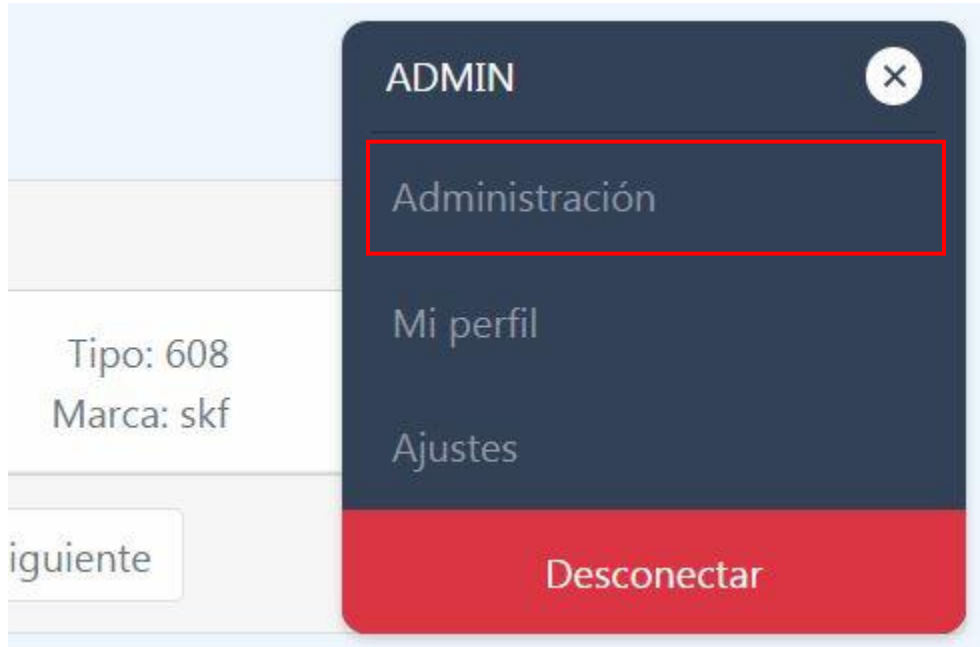 ADMIN
Administración
Mi perfil
Ajustes
Desconectar
Tipo: 608
Marca: skf
iguiente